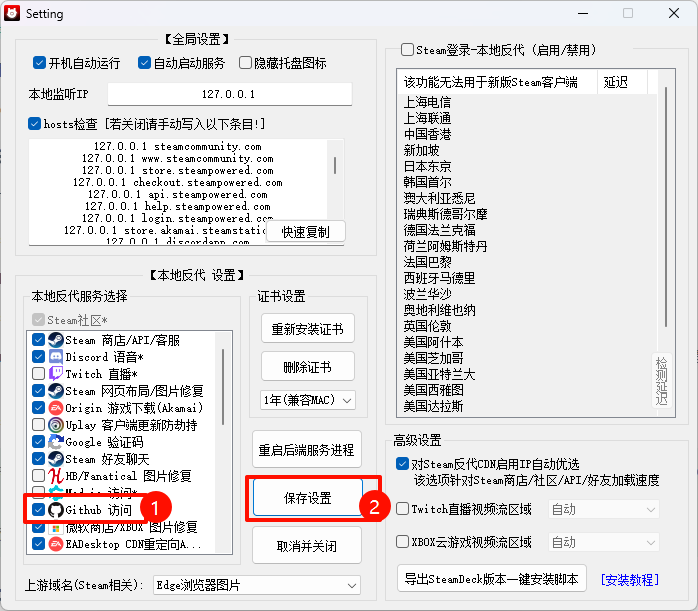 Setting
【全局设置】
开机自动运行
自动启动服务
隐藏托盘图标
本地监听IP
127.0.0.1
hosts检查 [若关闭请手动写入以下条目!]
127.0.0.1 steamcommunity.com
127.0.0.1 www.steamcommunity.com
127.0.0.1 store.steampowered.com
127.0.0.1 checkout.steampowered.com
127.0.0.1 api.steampowered.com
127.0.0.1 help.steampowered.com
127.0.0.1 login.steampowered.com
127.0.0.1 store.akamai.steamstatic
127.0.0.1 discordapp.com
快速复制
【本地反代 设置】
本地反代服务选择
Steam社区*
Steam 商店/API/客服
Discord 语音*
Twitch 直播*
Steam 网页布局/图片修复
Origin 游戏下载(Akamai)
Uplay 客户端更新防劫持
Google 验证码
Steam 好友聊天
HB/Fanatical 图片修复
访问*
Github 访问
1
微软商店/XBOX 图片修复
EADesktop CDN重定向A...
证书设置
重新安装证书
删除证书
1年(兼容MAC)
重启后端服务进程
保存设置
2
取消并关闭
上游域名(Steam相关):
Edge浏览器图片
Steam登录-本地反代（启用/禁用）
该功能无法用于新版Steam客户端
延迟
上海电信
上海联通
中国香港
新加坡
日本东京
韩国首尔
澳大利亚悉尼
瑞典斯德哥尔摩
德国法兰克福
荷兰阿姆斯特丹
法国巴黎
西班牙马德里
波兰华沙
奥地利维也纳
英国伦敦
美国阿什本
美国芝加哥
美国亚特兰大
美国西雅图
美国达拉斯
检测延迟
高级设置
对Steam反代CDN启用IP自动优选
该选项针对Steam商店/社区/API/好友加载速度
Twitch直播视频流区域
自动
XBOX云游戏视频流区域
自动
导出SteamDeck版本一键安装脚本
[安装教程]